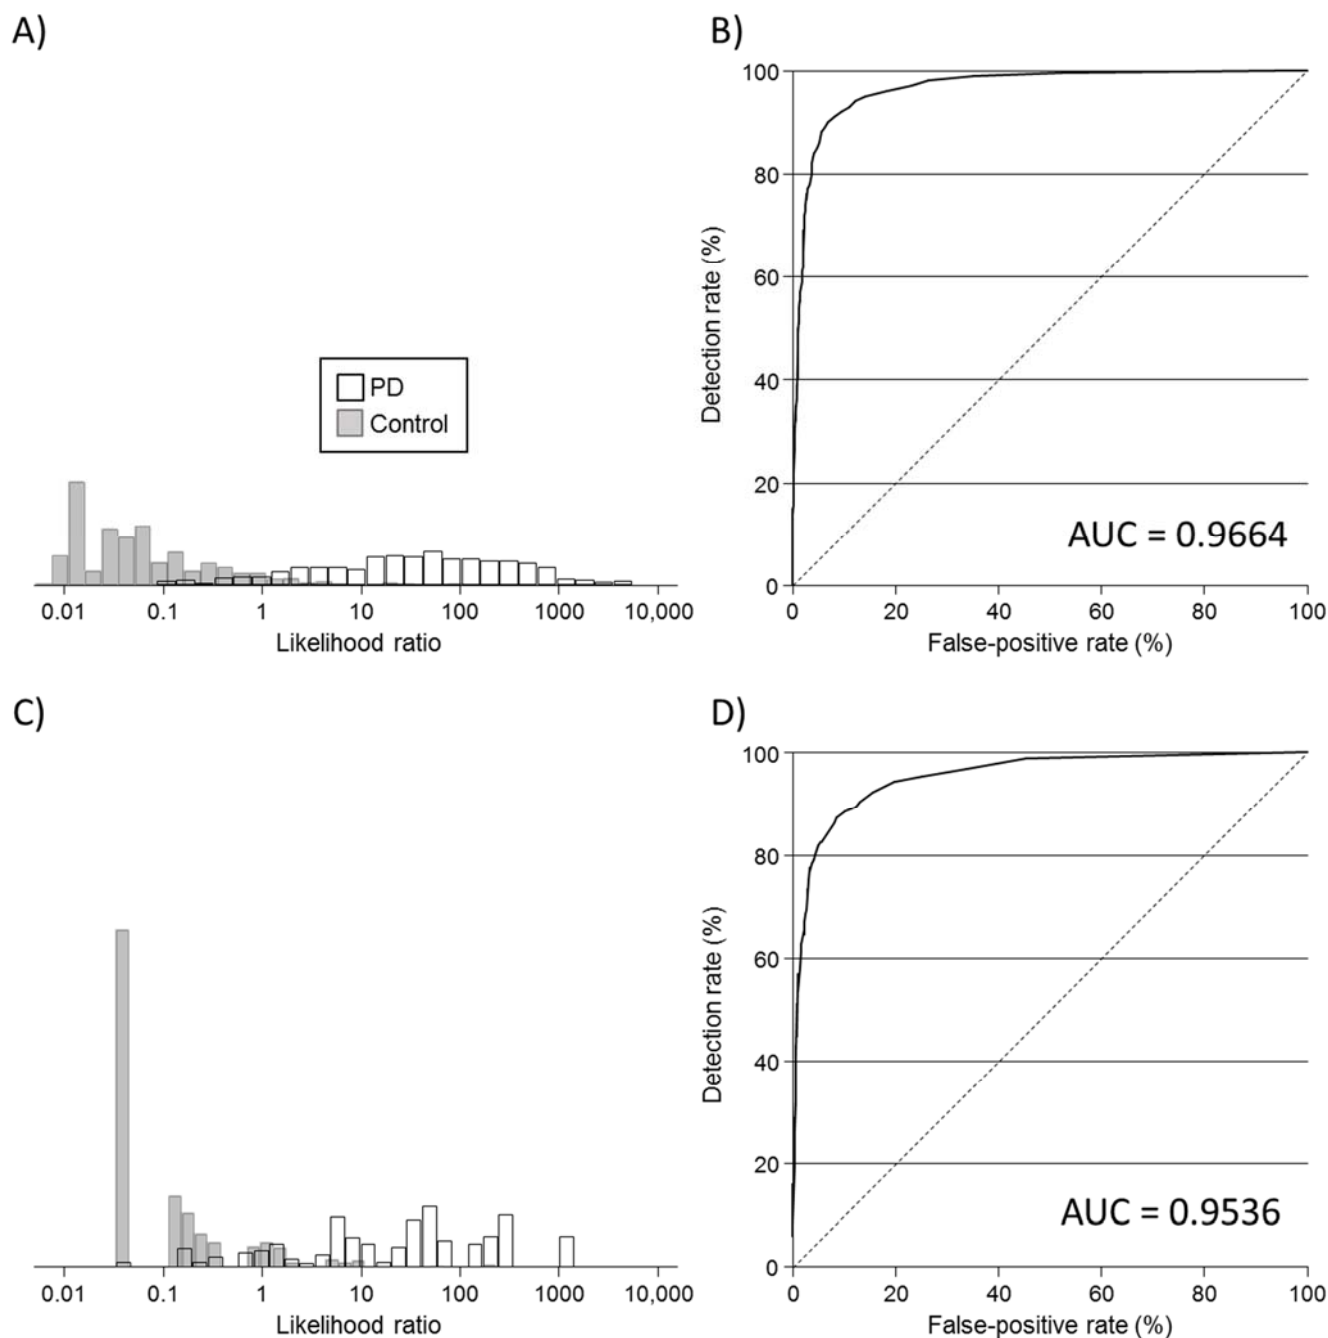 A)
PD
Control
0.01 0.1 1 10 100 1000 10,000
Likelihood ratio
B)
100
80
60
40
20
0
Detection rate (%)
AUC = 0.9664
0 20 40 60 80 100
False-positive rate (%)
C)
0.01 0.1 1 10 100 1000 10,000
Likelihood ratio
D)
100
80
60
40
20
0
Detection rate (%)
AUC = 0.9536
0 20 40 60 80 100
False-positive rate (%)